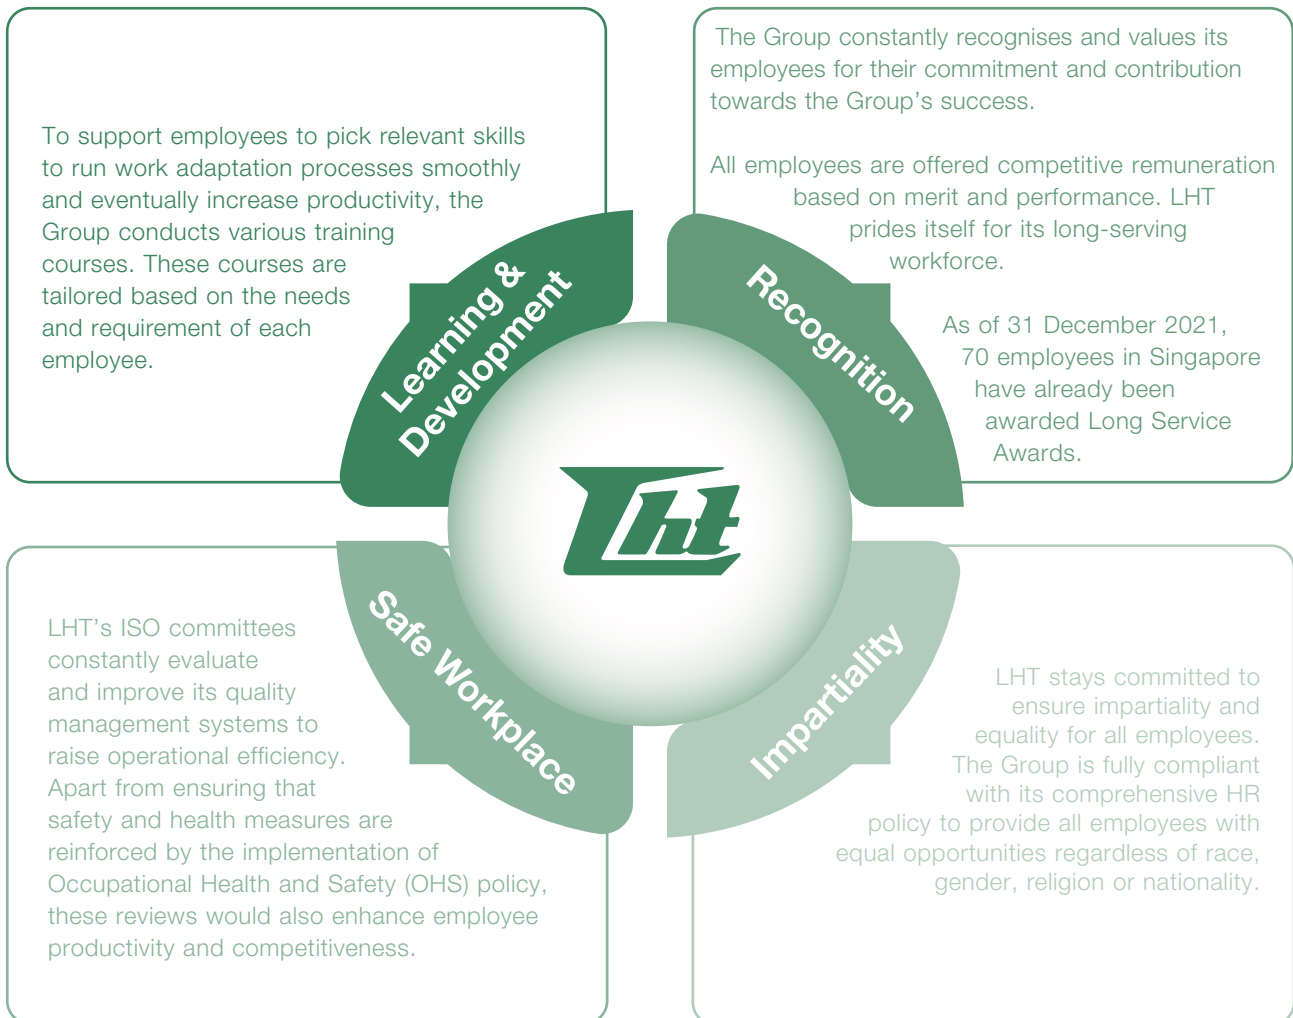 To support employees to pick relevant skills
to run work adaptation processes smoothly
and eventually increase productivity, the
Group conducts various training
courses. These courses are
tailored based on the needs
and requirement of each
employee.
Learning &
Development
The Group constantly recognises and values its
employees for their commitment and contribution
towards the Group's success.
All employees are offered competitive remuneration
based on merit and performance. LHT
prides itself for its long-serving
workforce.
As of 31 December 2021,
70 employees in Singapore
have already been
awarded Long Service
Awards.
Recognition
Lht
LHT's ISO committees
constantly evaluate
and improve its quality
management systems to
raise operational efficiency.
Apart from ensuring that
safety and health measures are
reinforced by the implementation of
Occupational Health and Safety (OHS) policy,
these reviews would also enhance employee
productivity and competitiveness.
Safe Workplace
Impartiality
LHT stays committed to
ensure impartiality and
equality for all employees.
The Group is fully compliant
with its comprehensive HR
policy to provide all employees with
equal opportunities regardless of race,
gender, religion or nationality.